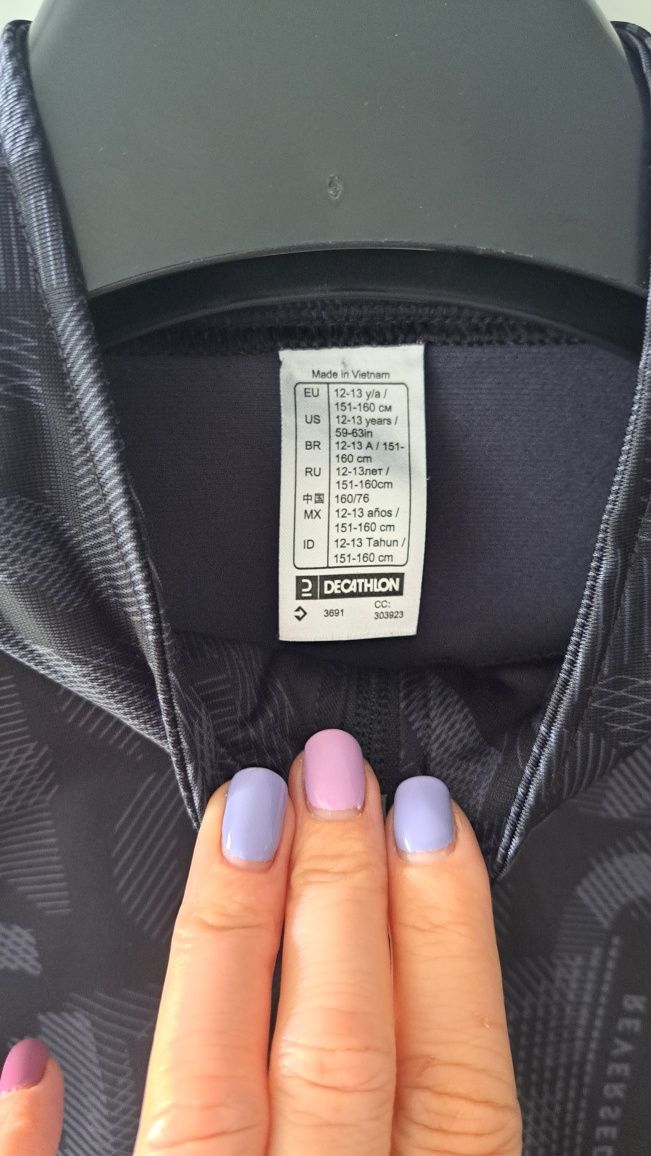 Made in Vietnam
EU 12-13 y/a /
151-160 см
US 12-13 years /
59-63in
BR 12-13 A / 151-
160 cm
RU 12-13лет /
151-160cm
中国 160/76
MX 12-13 años /
151-160 cm
ID 12-13 Tahun /
151-160 cm
DECATHLON
3691
CC:
303923
REVERSE